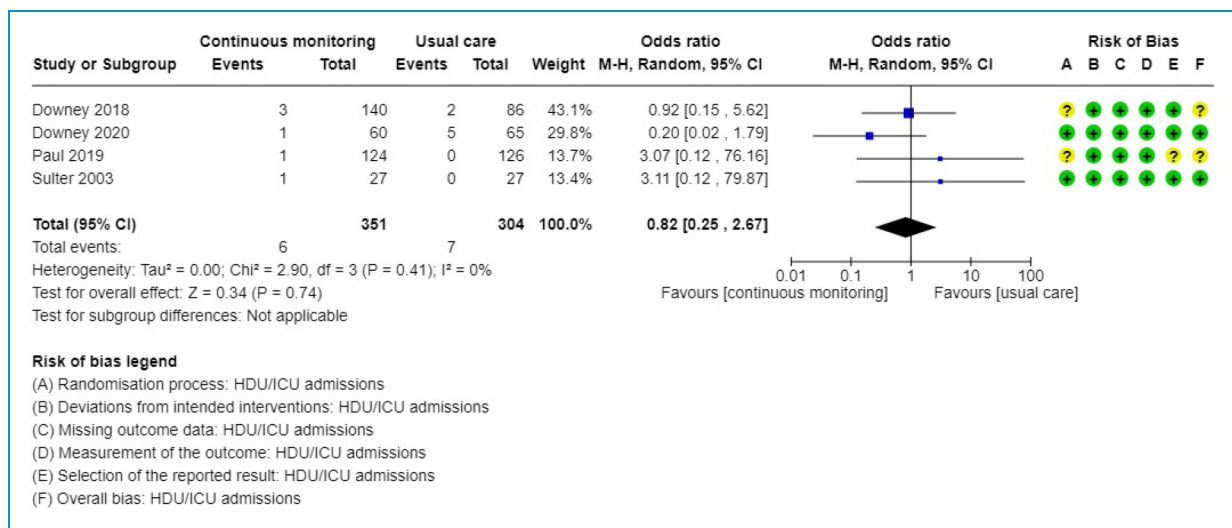 Continuous monitoring Usual care Odds ratio Odds ratio Risk of Bias
Study or Subgroup Events Total Events Total Weight M-H, Random, 95% CI M-H, Random, 95% CI A B C D E F
Downey 2018 3 140 2 86 43.1% 0.92 [0.15 , 5.62] ? + + + + ?
Downey 2020 1 60 5 65 29.8% 0.20 [0.02 , 1.79] + + + + + +
Paul 2019 1 124 0 126 13.7% 3.07 [0.12 , 76.16] ? + + + ? ?
Sulter 2003 1 27 0 27 13.4% 3.11 [0.12 , 79.87] + + + + + +
Total (95% CI) 351 304 100.0% 0.82 [0.25 , 2.67]
Total events: 6 7
Heterogeneity: Tau² = 0.00; Chi² = 2.90, df = 3 (P = 0.41); I² = 0%
0.01 0.1 1 10 100
Test for overall effect: Z = 0.34 (P = 0.74)
Favours [continuous monitoring] Favours [usual care]
Test for subgroup differences: Not applicable
Risk of bias legend
(A) Randomisation process: HDU/ICU admissions
(B) Deviations from intended interventions: HDU/ICU admissions
(C) Missing outcome data: HDU/ICU admissions
(D) Measurement of the outcome: HDU/ICU admissions
(E) Selection of the reported result: HDU/ICU admissions
(F) Overall bias: HDU/ICU admissions